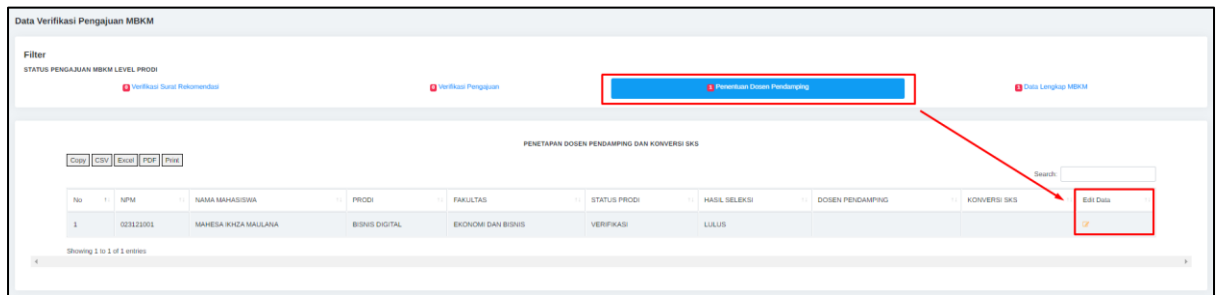 Data Verifikasi Pengajuan MBKM
Filter
STATUS PENGAJUAN MBKM LEVEL PRODI
Verifikasi Surat Rekomendasi
Verifikasi Pengajuan
1 Penentuan Dosen Pendamping
Data Lengkap MBKM
PENETAPAN DOSEN PENDAMPING DAN KONVERSI SKS
Copy CSV Excel PDF Print
Search:
No NPM NAMA MAHASISWA PRODI FAKULTAS STATUS PRODI HASIL SELEKSI DOSEN PENDAMPING KONVERSI SKS Edit Data
1 023121001 MAHESA IKHZA MAULANA BISNIS DIGITAL EKONOMI DAN BISNIS VERIFIKASI LULUS
Showing 1 to 1 of 1 entries